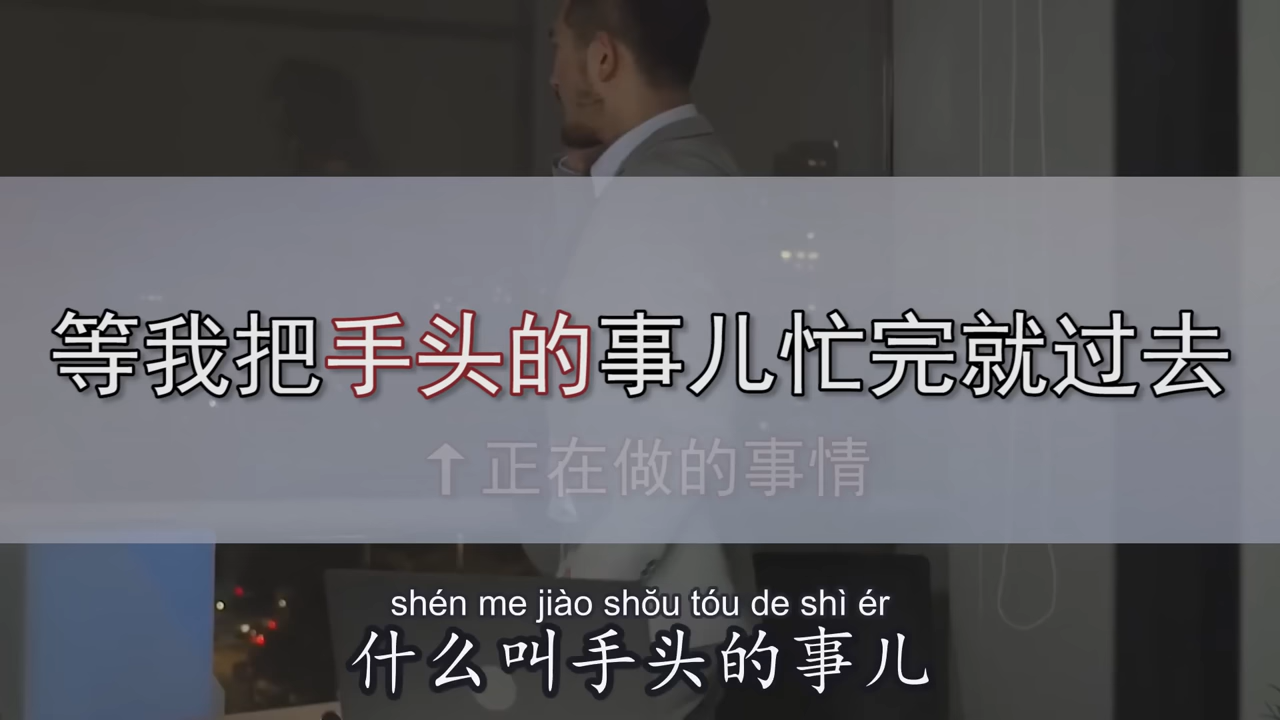 等我把手头的事儿忙完就过去
↑正在做的事情
shén me jiào shǒu tóu de shì ér
什么叫手头的事儿